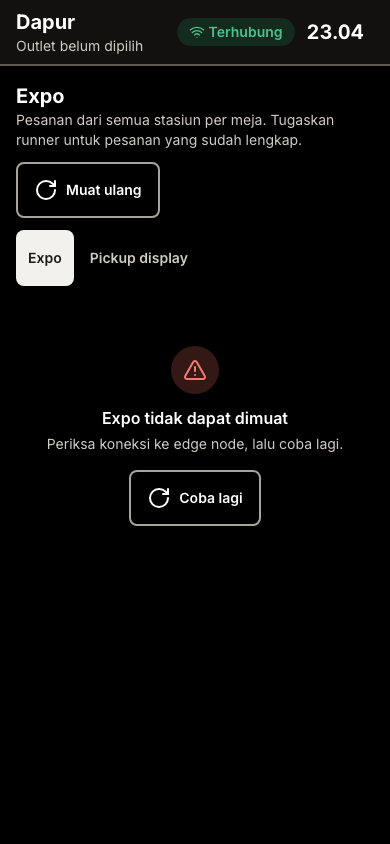 Dapur
Outlet belum dipilih
Terhubung
23.04
Expo
Pesanan dari semua stasiun per meja. Tugaskan
runner untuk pesanan yang sudah lengkap.
Muat ulang
Expo
Pickup display
Expo tidak dapat dimuat
Periksa koneksi ke edge node, lalu coba lagi.
Coba lagi